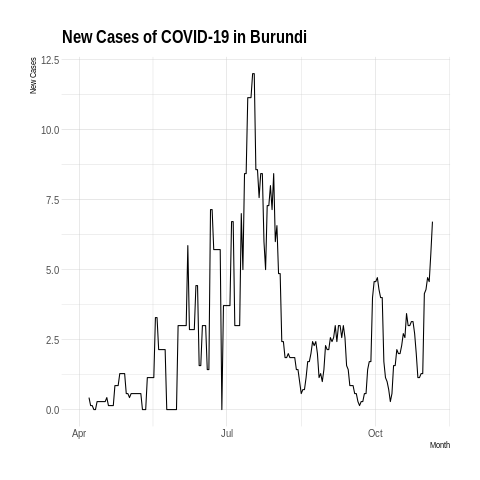 New Cases of COVID-19 in Burundi
New Cases
12.5
10.0
7.5
5.0
2.5
0.0
Apr
Jul
Oct
Month